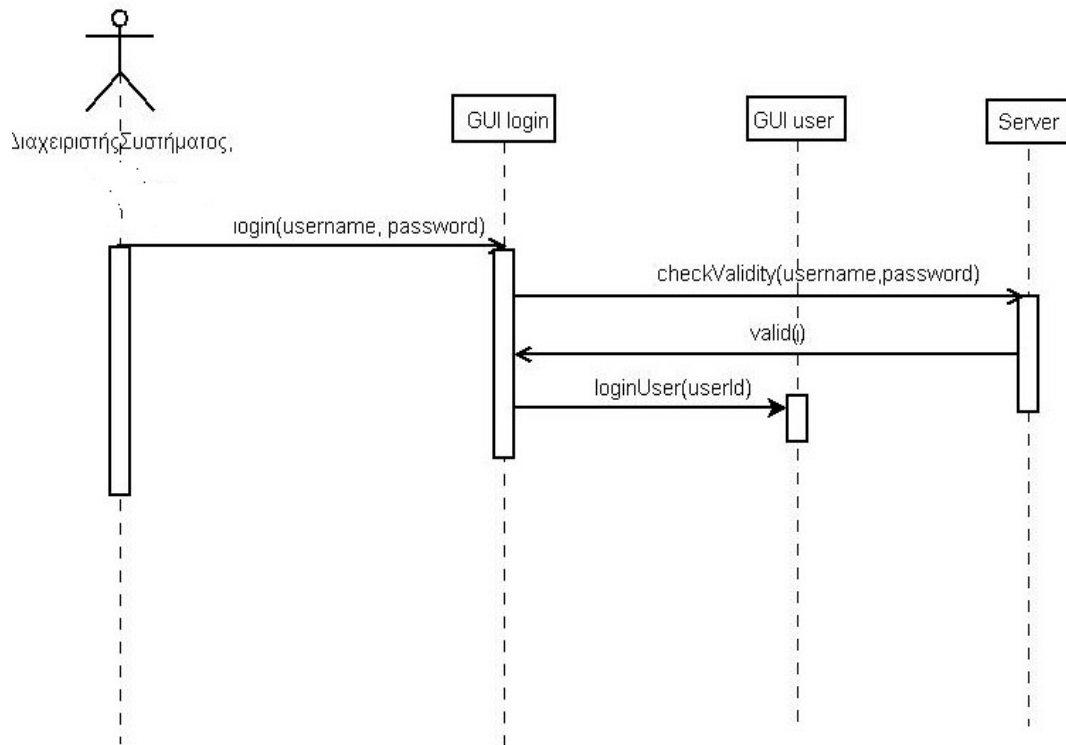 ΔιαχειριστήςΣυστήματος,
GUI login
GUI user
Server
login(username, password)
checkValidity(username,password)
valid()
loginUser(userId)